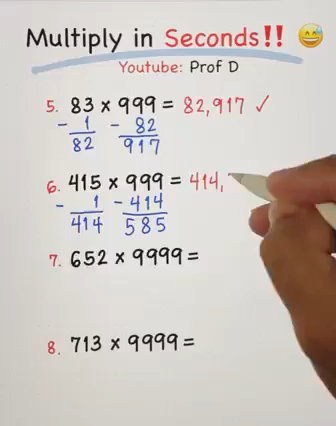 Multiply in Seconds!! 😅
Youtube: Prof D
5. 83 × 999 = 82,917 ✓
- 1 - 82
82 917
6. 415 × 999 = 414,
- 1 - 414
414 585
7. 652 × 9999 =
8. 713 × 9999 =